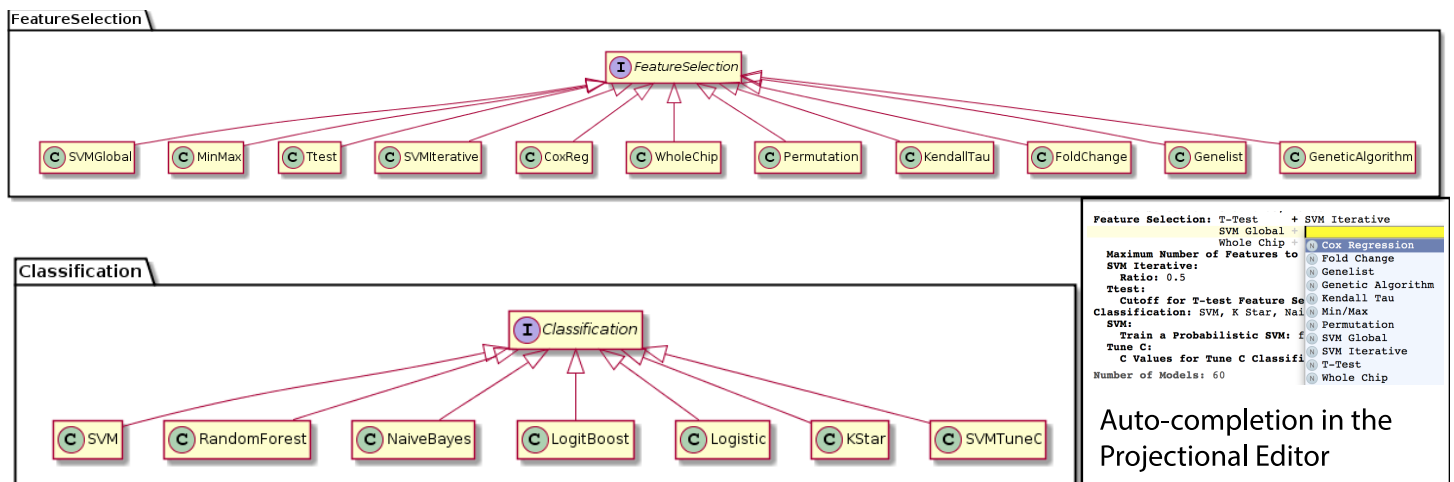 FeatureSelection
I FeatureSelection
C SVMGlobal
C MinMax
C Ttest
C SVMIterative
C CoxReg
C WholeChip
C Permutation
C KendallTau
C FoldChange
C Genelist
C GeneticAlgorithm
Classification
I Classification
C SVM
C RandomForest
C NaiveBayes
C LogitBoost
C Logistic
C KStar
C SVMTuneC
Feature Selection: T-Test + SVM Iterative
SVM Global +
Whole Chip +
Maximum Number of Features to
SVM Iterative:
Ratio: 0.5
Ttest:
Cutoff for T-test Feature Se
Classification: SVM, K Star, Nai
SVM:
Train a Probabilistic SVM: f
Tune C:
C Values for Tune C Classifi
Number of Models: 60
N Cox Regression
N Fold Change
N Genelist
N Genetic Algorithm
N Kendall Tau
N Min/Max
N Permutation
N SVM Global
N SVM Iterative
N T-Test
N Whole Chip
Auto-completion in the
Projectional Editor